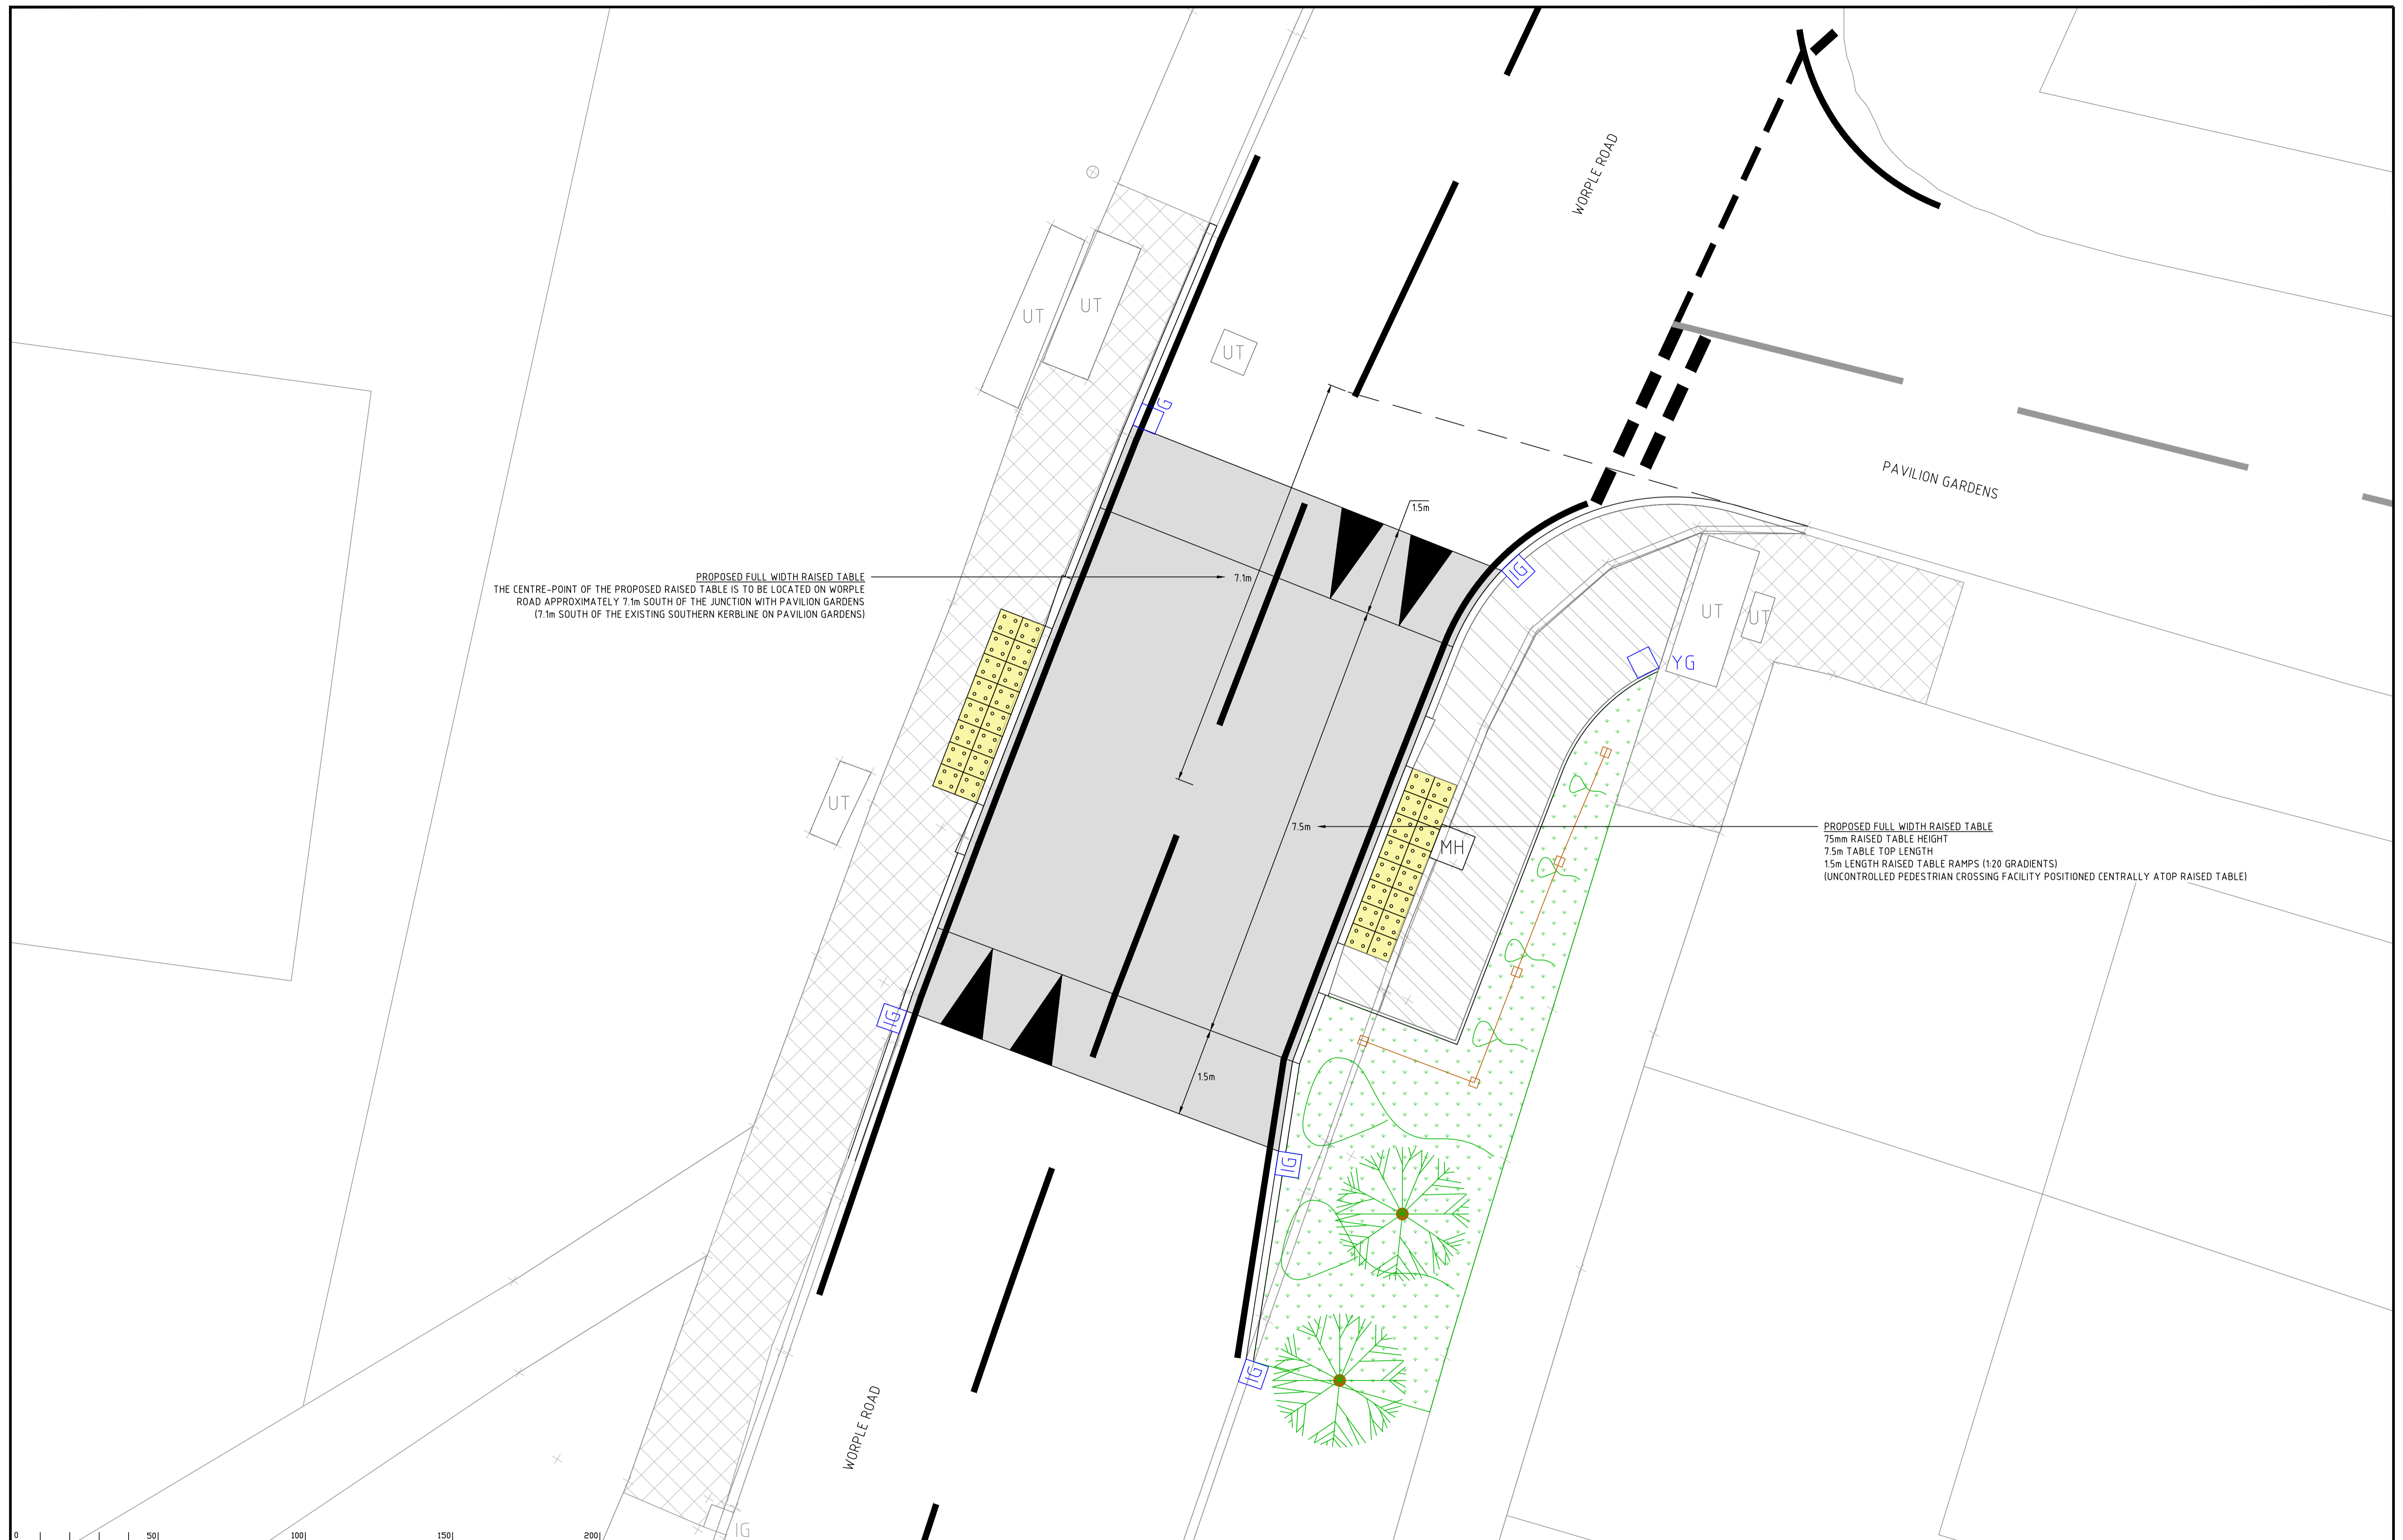 WORPLE ROAD
UT
UT
UT
G
PAVILION GARDENS
1.5m
IG
PROPOSED FULL WIDTH RAISED TABLE
THE CENTRE-POINT OF THE PROPOSED RAISED TABLE IS TO BE LOCATED ON WORPLE
ROAD APPROXIMATELY 7.1m SOUTH OF THE JUNCTION WITH PAVILION GARDENS
(7.1m SOUTH OF THE EXISTING SOUTHERN KERBLINE ON PAVILION GARDENS)
7.1m
UT
UT
YG
UT
7.5m
MH
PROPOSED FULL WIDTH RAISED TABLE
75mm RAISED TABLE HEIGHT
7.5m TABLE TOP LENGTH
1.5m LENGTH RAISED TABLE RAMPS (1:20 GRADIENTS)
(UNCONTROLLED PEDESTRIAN CROSSING FACILITY POSITIONED CENTRALLY ATOP RAISED TABLE)
IG
1.5m
IG
IG
WORPLE ROAD
IG
0 50 100 150 200